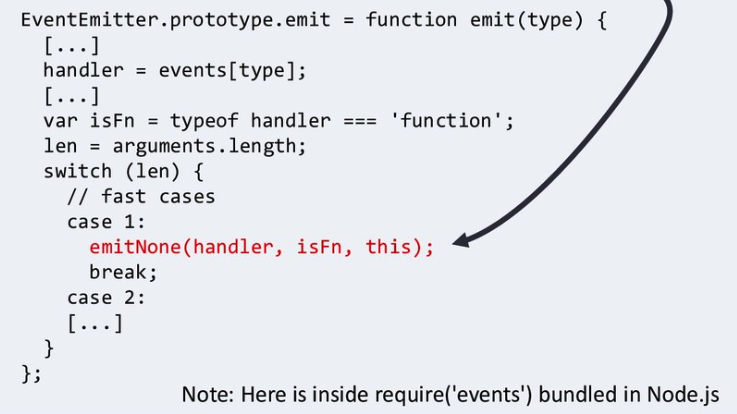 EventEmitter.prototype.emit = function emit(type) {
  [...]
  handler = events[type];
  [...]
  var isFn = typeof handler === 'function';
  len = arguments.length;
  switch (len) {
    // fast cases
    case 1:
      emitNone(handler, isFn, this);
      break;
    case 2:
    [...]
  }
};
Note: Here is inside require('events') bundled in Node.js